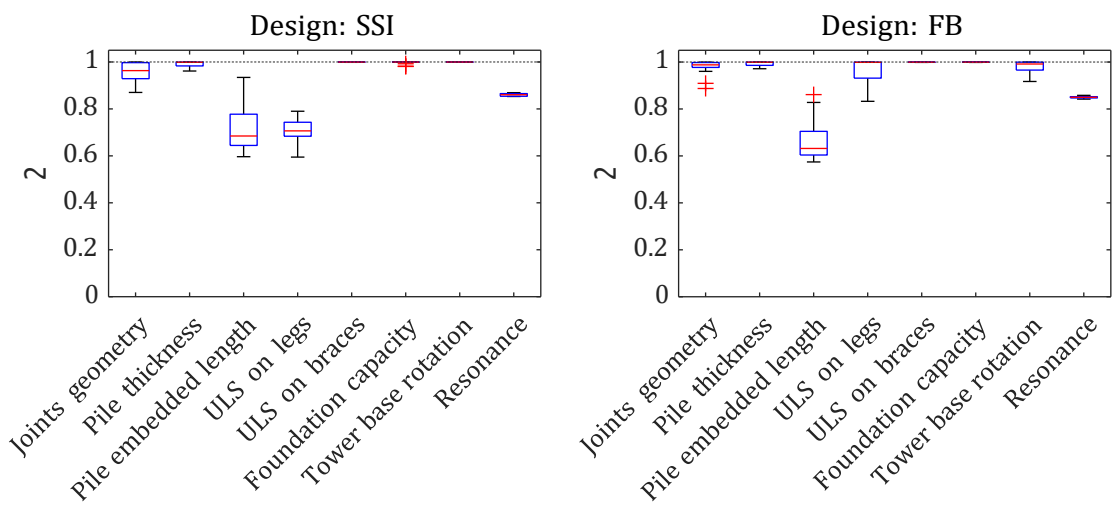 Design: SSI
1
0.8
0.6
0.4
0.2
0
2
Joints geometry
Pile thickness
Pile embedded length
ULS on legs
ULS on braces
Foundation capacity
Tower base rotation
Resonance
Design: FB
1
0.8
0.6
0.4
0.2
0
2
Joints geometry
Pile thickness
Pile embedded length
ULS on legs
ULS on braces
Foundation capacity
Tower base rotation
Resonance